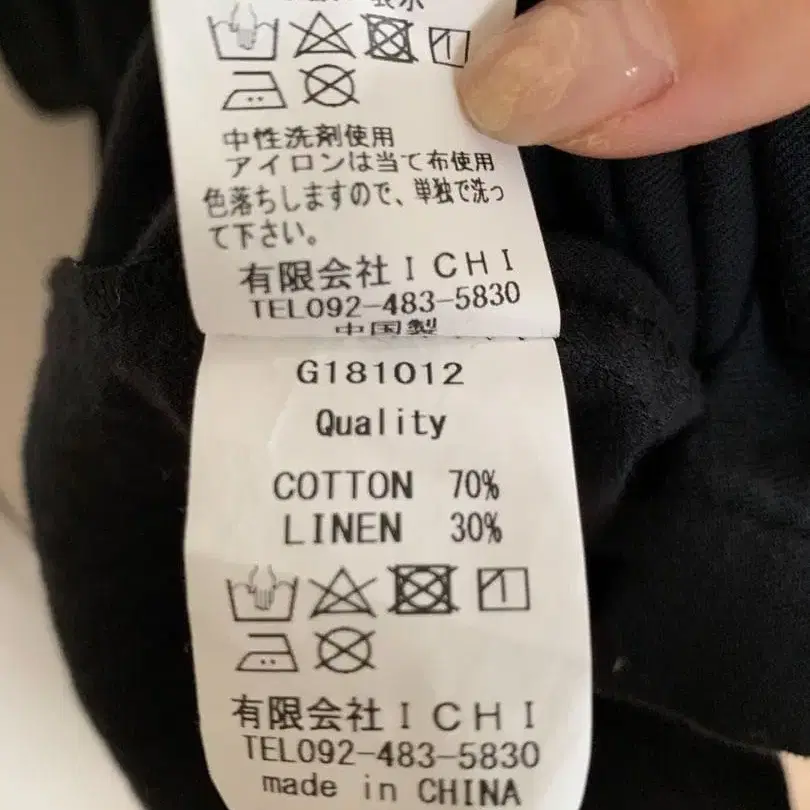 中性洗剤使用
アイロンは当て布使用
色落ちしますので、単独で洗っ
て下さい。
有限会社ICHI
TEL092-483-5830
中国製
G181012
Quality
COTTON 70%
LINEN 30%
有限会社ICHI
TEL092-483-5830
made in CHINA